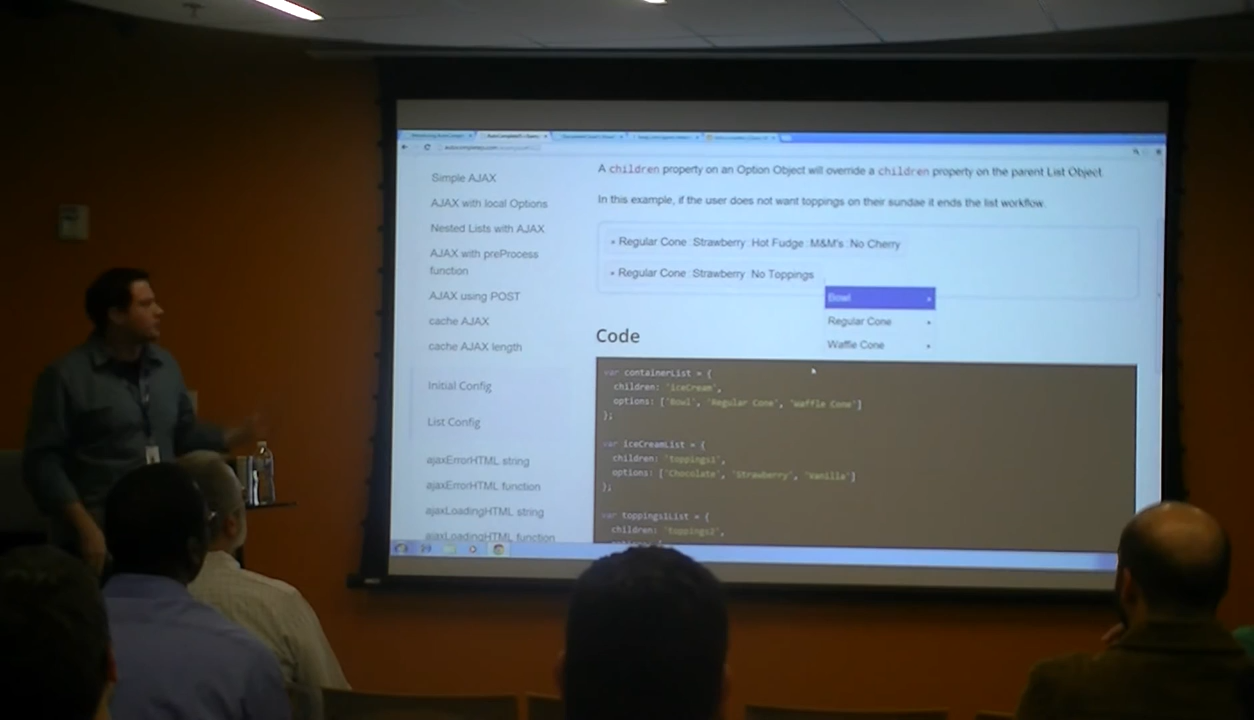 Simple AJAX
AJAX with local Options
Nested Lists with AJAX
AJAX with preProcess
function
AJAX using POST
cache AJAX
cache AJAX length
Initial Config
List Config
ajaxErrorHTML string
ajaxErrorHTML function
ajaxLoadingHTML string
ajaxLoadingHTML function
A children property on an Option Object will override a children property on the parent List Object.
In this example, if the user does not want toppings on their sundae it ends the list workflow.
Regular Cone Strawberry Hot Fudge M&M's No Cherry
Regular Cone Strawberry No Toppings
Bowl
Regular Cone
Waffle Cone
Code
var containerList = {
children: 'iceCream',
options: ['Bowl', 'Regular Cone', 'Waffle Cone']
};
var iceCreamList = {
children: 'toppings1',
options: ['Chocolate', 'Strawberry', 'Vanilla']
};
var toppings1List = {
children: 'toppings2',